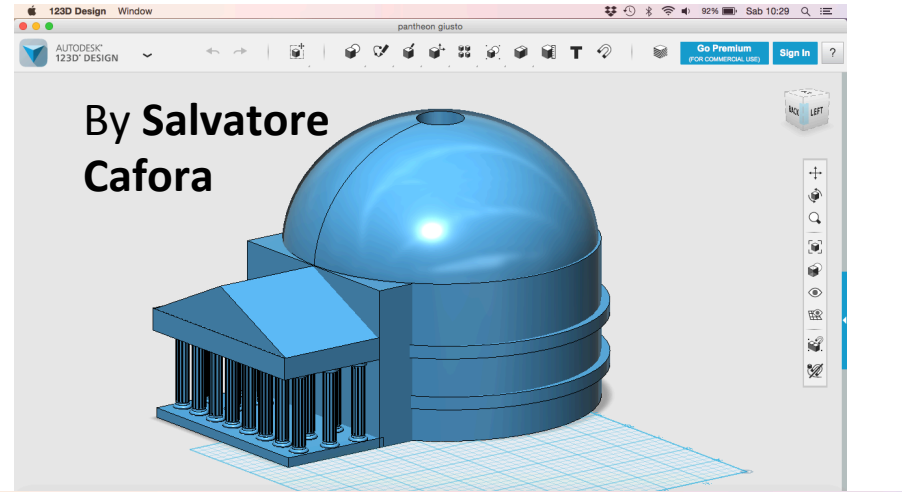 123D Design Window 92% Sab 10:29
pantheon giusto
AUTODESK®
123D® DESIGN
T
Go Premium
(FOR COMMERCIAL USE)
Sign In
?
By Salvatore
Cafora
BACK LEFT